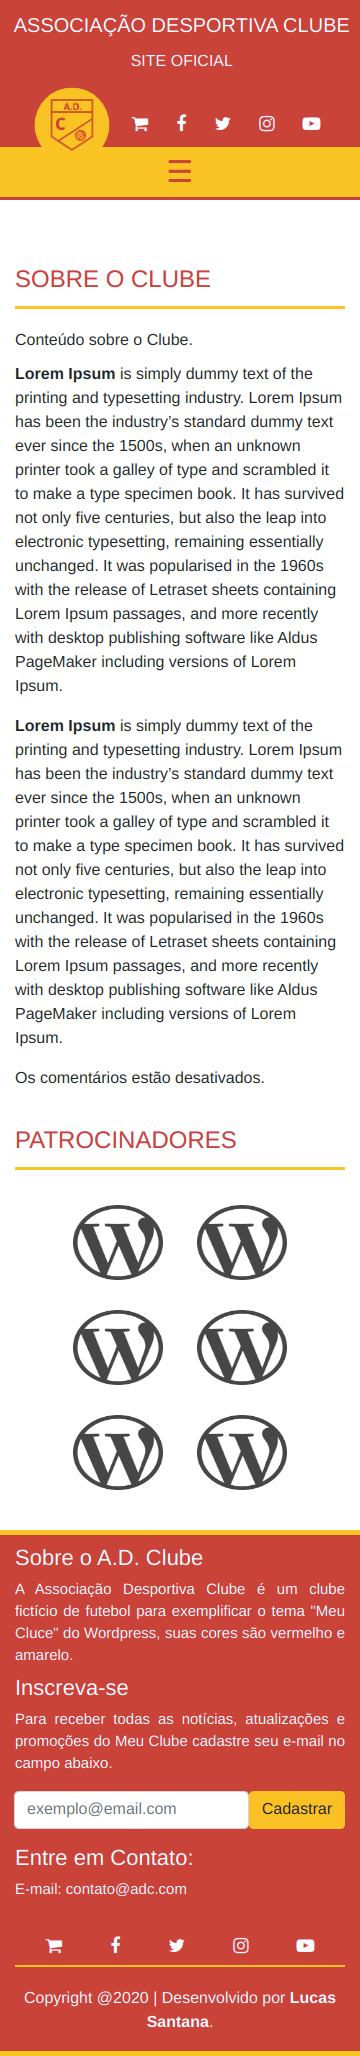 ASSOCIAÇÃO DESPORTIVA CLUBE
SITE OFICIAL
A.D.
C
SOBRE O CLUBE
Conteúdo sobre o Clube.
Lorem Ipsum is simply dummy text of the
printing and typesetting industry. Lorem Ipsum
has been the industry’s standard dummy text
ever since the 1500s, when an unknown
printer took a galley of type and scrambled it
to make a type specimen book. It has survived
not only five centuries, but also the leap into
electronic typesetting, remaining essentially
unchanged. It was popularised in the 1960s
with the release of Letraset sheets containing
Lorem Ipsum passages, and more recently
with desktop publishing software like Aldus
PageMaker including versions of Lorem
Ipsum.
Lorem Ipsum is simply dummy text of the
printing and typesetting industry. Lorem Ipsum
has been the industry’s standard dummy text
ever since the 1500s, when an unknown
printer took a galley of type and scrambled it
to make a type specimen book. It has survived
not only five centuries, but also the leap into
electronic typesetting, remaining essentially
unchanged. It was popularised in the 1960s
with the release of Letraset sheets containing
Lorem Ipsum passages, and more recently
with desktop publishing software like Aldus
PageMaker including versions of Lorem
Ipsum.
Os comentários estão desativados.
PATROCINADORES
Sobre o A.D. Clube
A Associação Desportiva Clube é um clube
fictício de futebol para exemplificar o tema "Meu
Cluce" do Wordpress, suas cores são vermelho e
amarelo.
Inscreva-se
Para receber todas as notícias, atualizações e
promoções do Meu Clube cadastre seu e-mail no
campo abaixo.
exemplo@email.com Cadastrar
Entre em Contato:
E-mail: contato@adc.com
Copyright @2020 | Desenvolvido por Lucas
Santana.